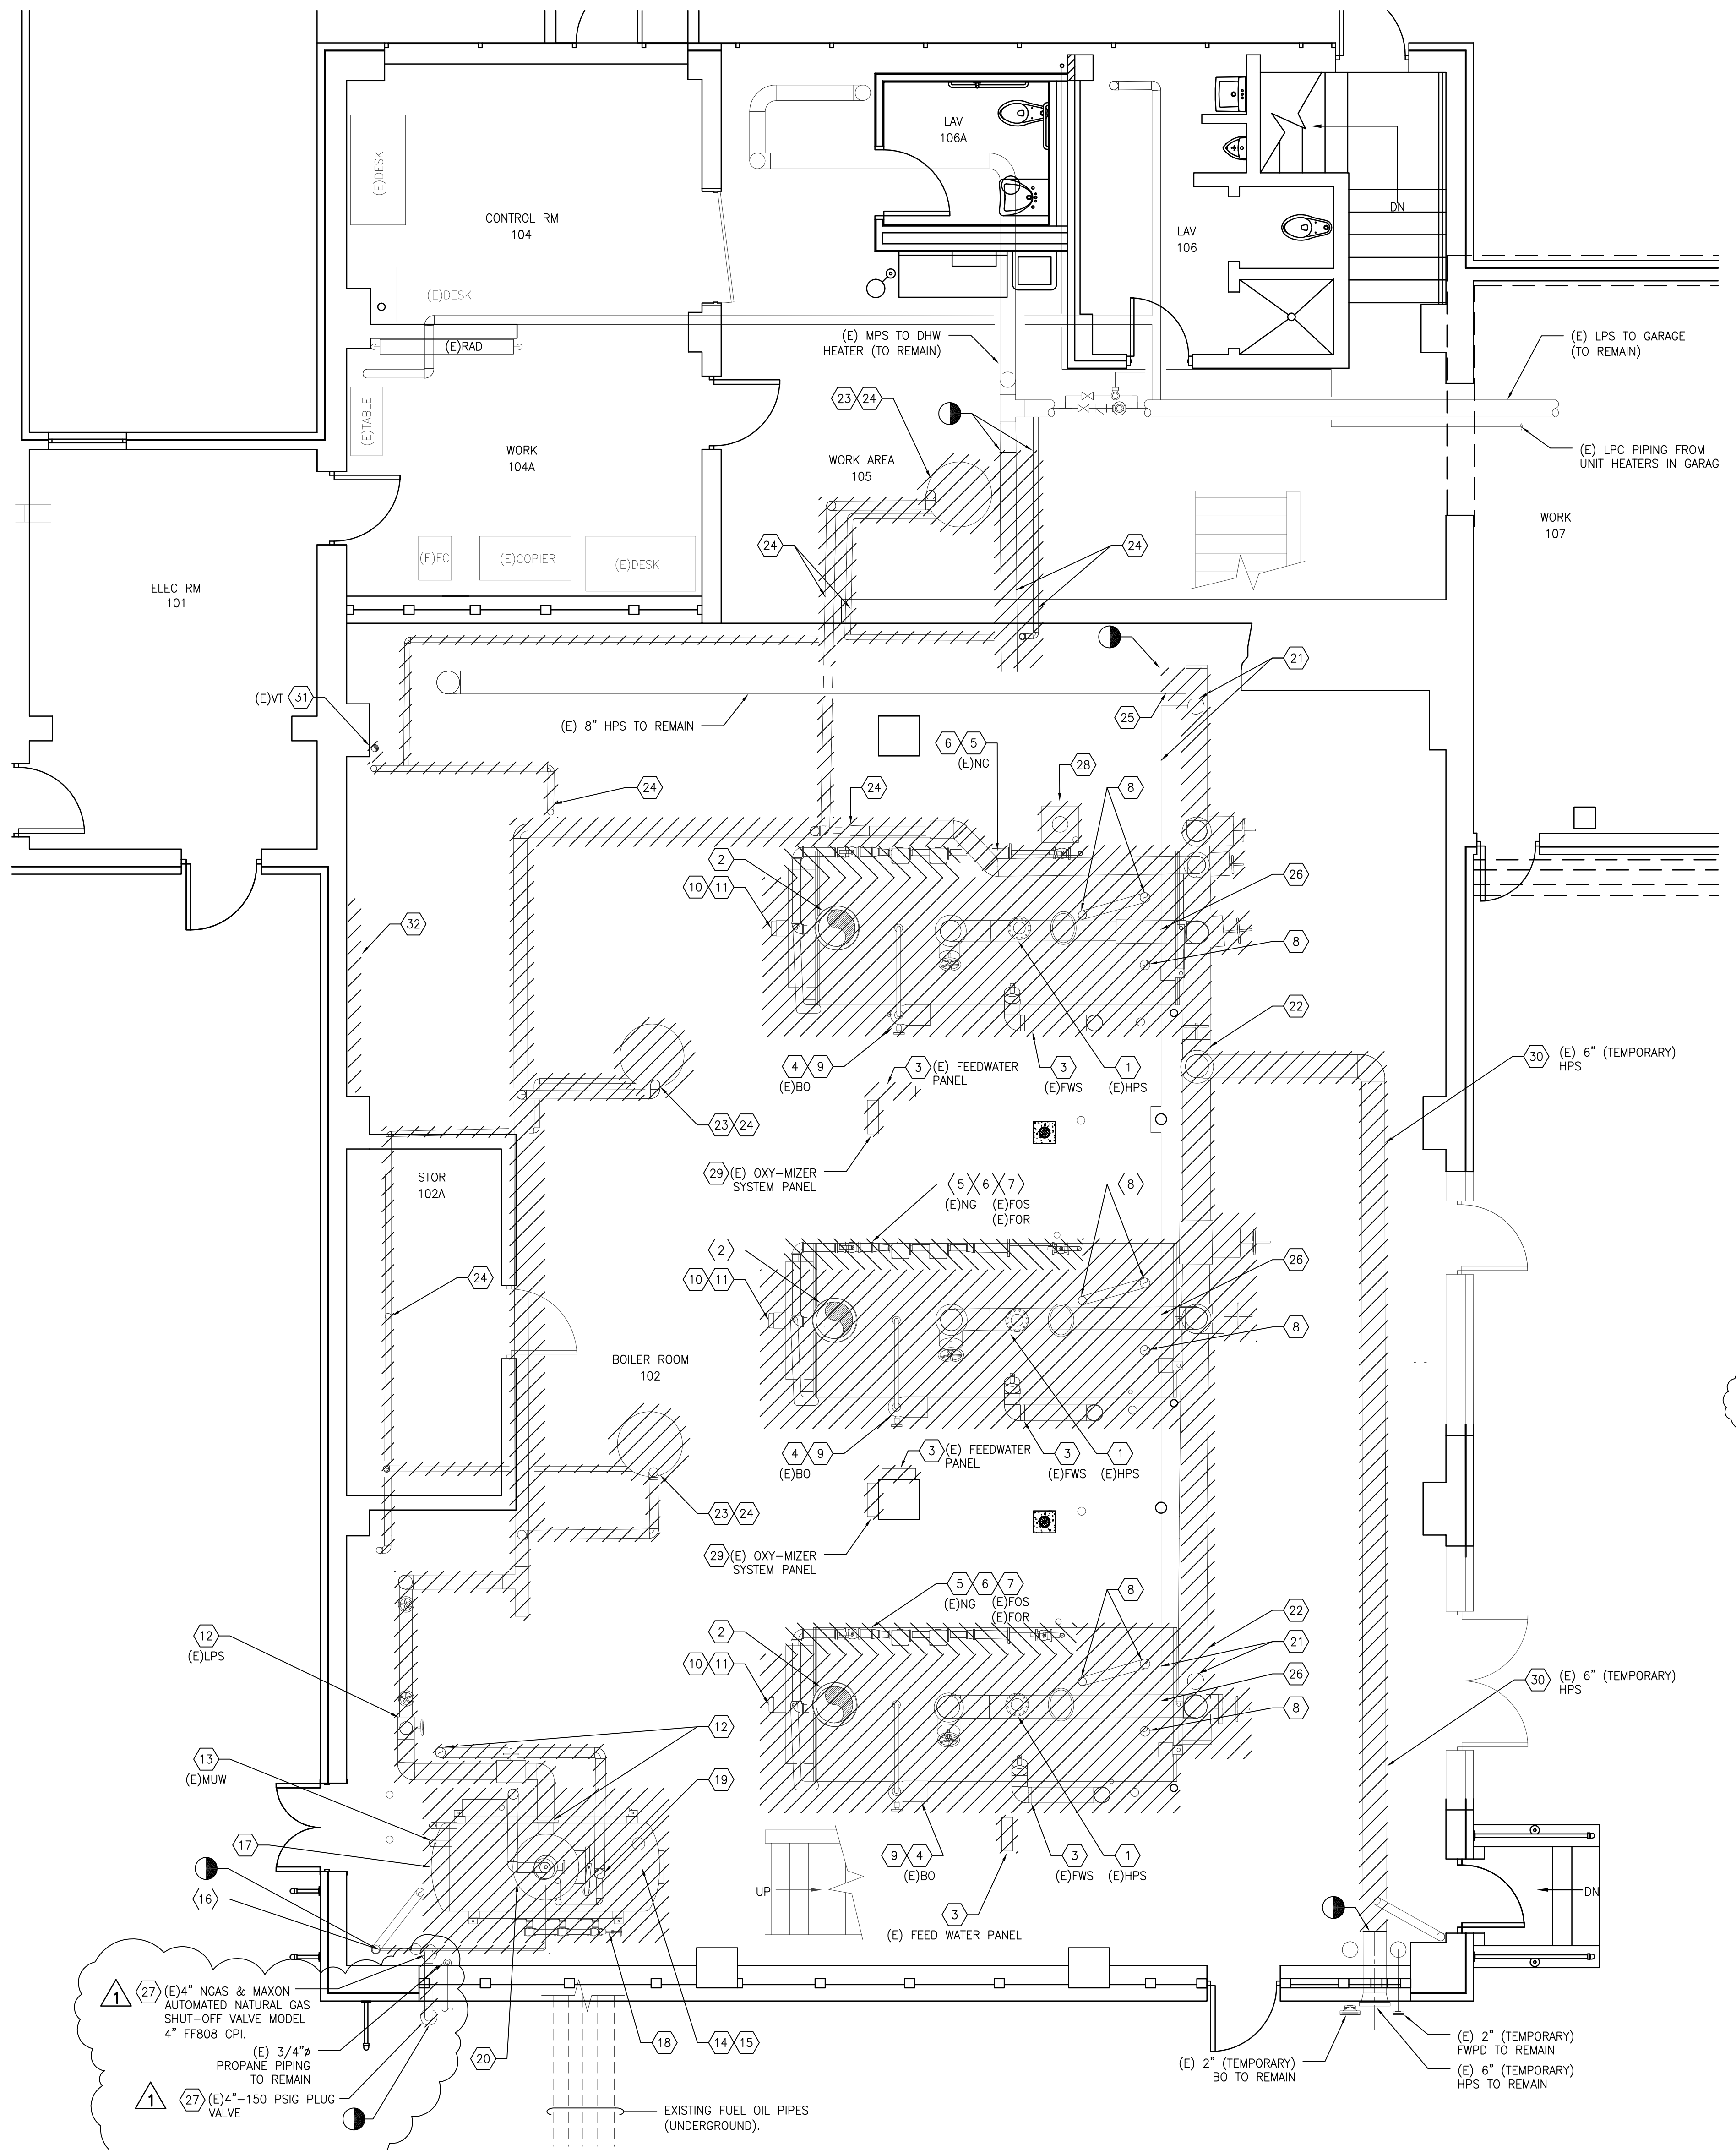 LAV
106A
(E)DESK
CONTROL RM
104
DN
LAV
106
(E)DESK
(E) MPS TO DHW
HEATER (TO REMAIN)
(E) LPS TO GARAGE
(TO REMAIN)
(E)RAD
23 24
(E)TABLE
WORK
104A
WORK AREA
105
(E) LPC PIPING FROM
UNIT HEATERS IN GARAG
WORK
107
24
24
(E)FC
(E)COPIER
(E)DESK
ELEC RM
101
21
(E)VT 31
(E) 8" HPS TO REMAIN
25
6 5
(E)NG
28
24
24
8
2
10 11
26
32
8
22
4 9
(E)BO
3 (E) FEEDWATER
PANEL
3
(E)FWS
1
(E)HPS
30 (E) 6" (TEMPORARY)
HPS
23 24
29 (E) OXY-MIZER
SYSTEM PANEL
STOR
102A
5 6 7
(E)NG (E)FOS
(E)FOR
8
2
10 11
24
26
8
BOILER ROOM
102
4 9
(E)BO
3 (E) FEEDWATER
PANEL
3
(E)FWS
1
(E)HPS
23 24
29 (E) OXY-MIZER
SYSTEM PANEL
5 6 7
(E)NG (E)FOS
(E)FOR
8
22
2
21
12
(E)LPS
10 11
26
30 (E) 6" (TEMPORARY)
HPS
8
12
13
(E)MUW
19
17
9 4
(E)BO
3
(E)FWS
1
(E)HPS
UP
DN
16
3
(E) FEED WATER PANEL
1 27 (E)4" NGAS & MAXON
AUTOMATED NATURAL GAS
SHUT-OFF VALVE MODEL
4" FF808 CPI.
18
14 15
20
(E) 3/4"ø
PROPANE PIPING
TO REMAIN
(E) 2" (TEMPORARY)
FWPD TO REMAIN
(E) 2" (TEMPORARY)
BO TO REMAIN
(E) 6" (TEMPORARY)
HPS TO REMAIN
1 27 (E)4"-150 PSIG PLUG
VALVE
EXISTING FUEL OIL PIPES
(UNDERGROUND).